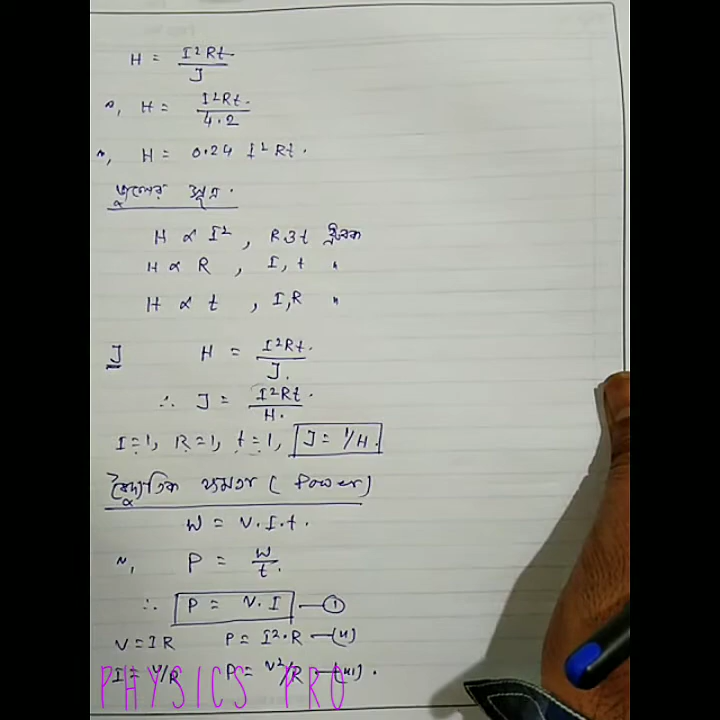 H = I²Rt / J
বা, H = I²Rt. / 4.2
বা, H = 0.24 I²Rt.
জুলের সূত্র.
H ∝ I² , R ও t ধ্রুবক
H ∝ R , I, t "
H ∝ t , I, R "
J H = I²Rt. / J.
∴ J = I²Rt. / H.
I=1, R=1, t=1, J = 1/H.
বৈদ্যুতিক ক্ষমতা (Power)
W = V.I.t.
বা, P = W / t.
∴ P = V.I —①
V = IR P = I².R —(ii)
I = V/R P = V²/R —(iii).
PHYSICS PRO